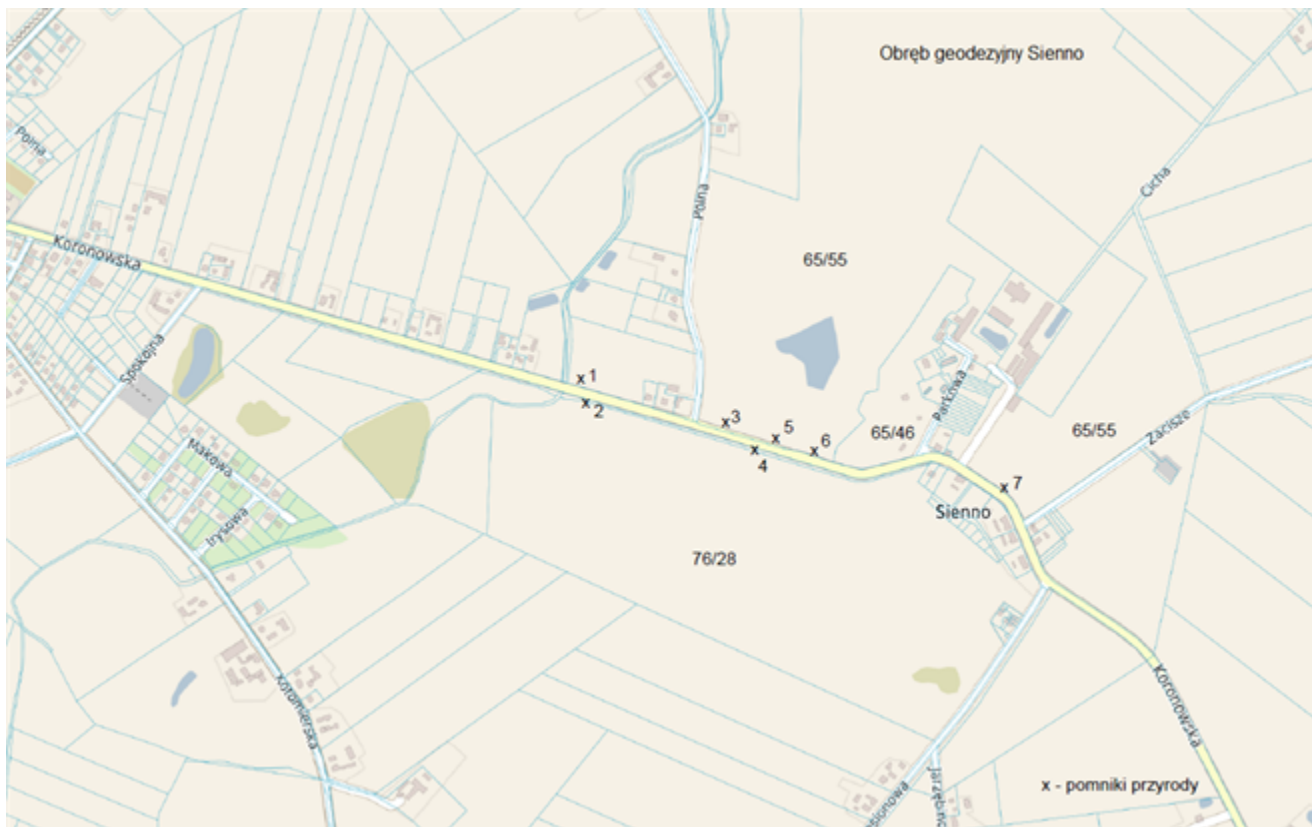 Obręb geodezyjny Sienno
Polna
Cicha
Polna
Koronowska
65/55
Spokojna
x 1
x 2
Parkowa
x 3
65/46
65/55
x 5
x 4
x 6
Zacisze
Makowa
x 7
Sienno
Irysowa
76/28
Kotomierska
Koronowska
x - pomniki przyrody